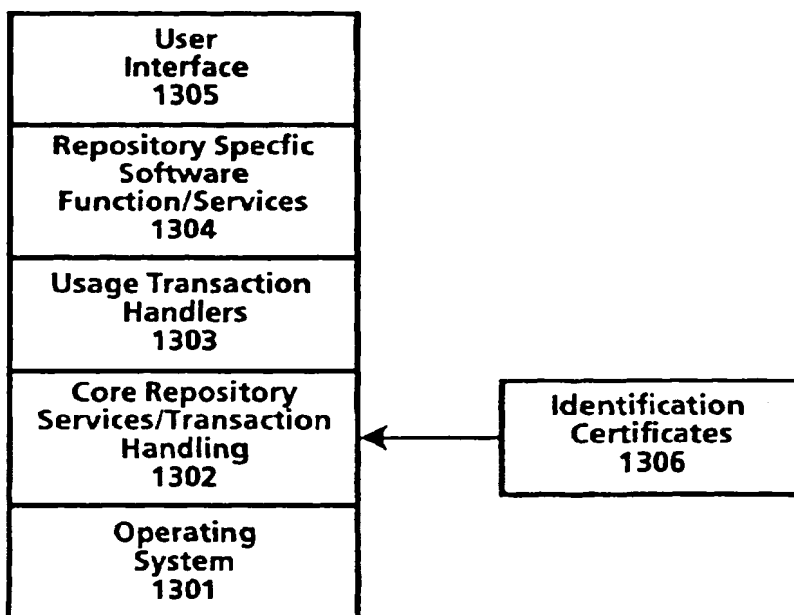 User
Interface
1305
Repository Specfic
Software
Function/Services
1304
Usage Transaction
Handlers
1303
Core Repository
Services/Transaction
Handling
1302
Identification
Certificates
1306
Operating
System
1301